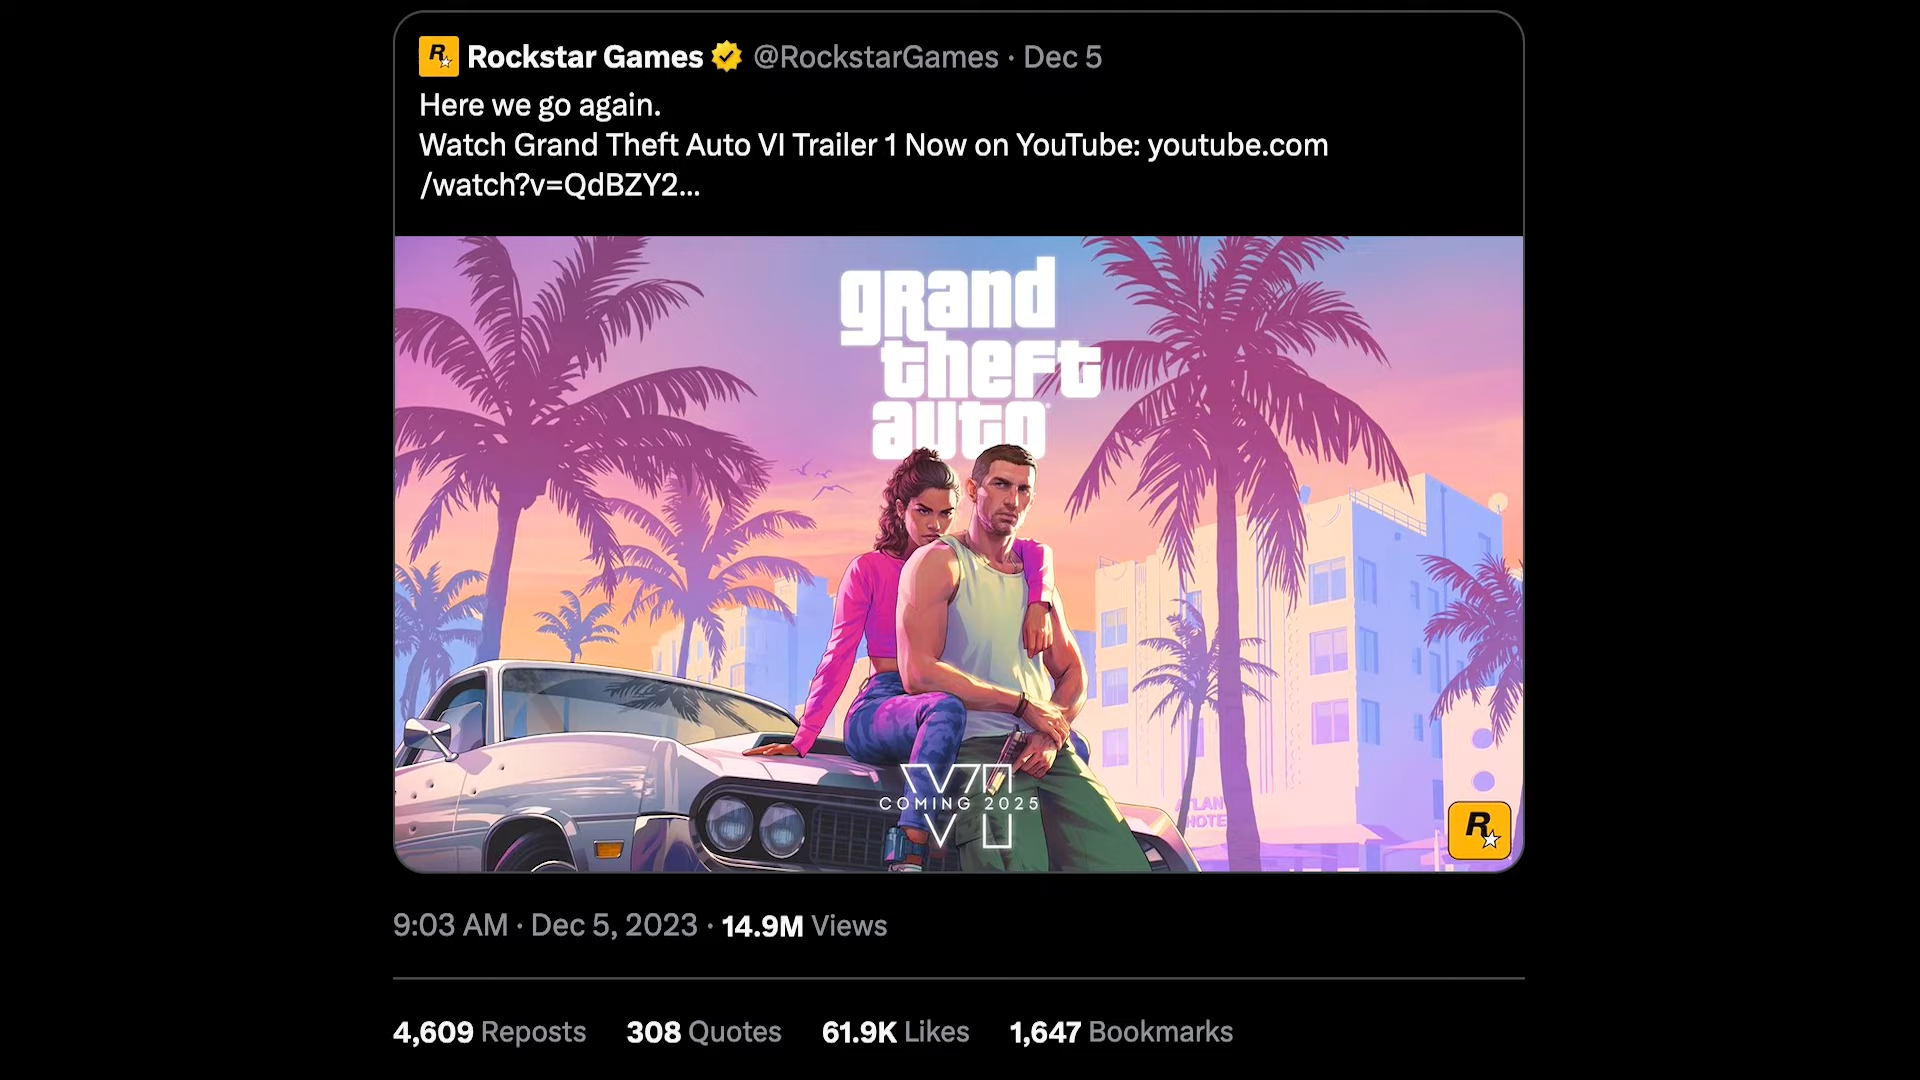 Rockstar Games @RockstarGames · Dec 5
Here we go again.
Watch Grand Theft Auto VI Trailer 1 Now on YouTube: youtube.com
/watch?v=QdBZY2...
grand
theft
auto
VI
COMING 2025
ATLAN
HOTE
R
9:03 AM · Dec 5, 2023 · 14.9M Views
4,609 Reposts 308 Quotes 61.9K Likes 1,647 Bookmarks